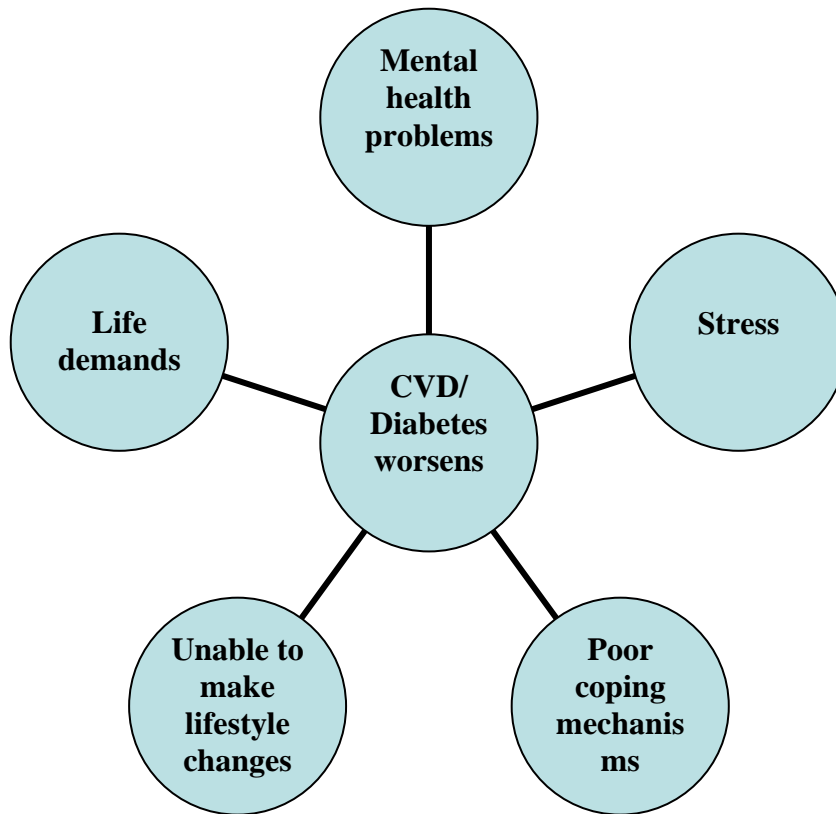 Mental
health
problems
Life
demands
Stress
CVD/
Diabetes
worsens
Unable to
make
lifestyle
changes
Poor
coping
mechanis
ms